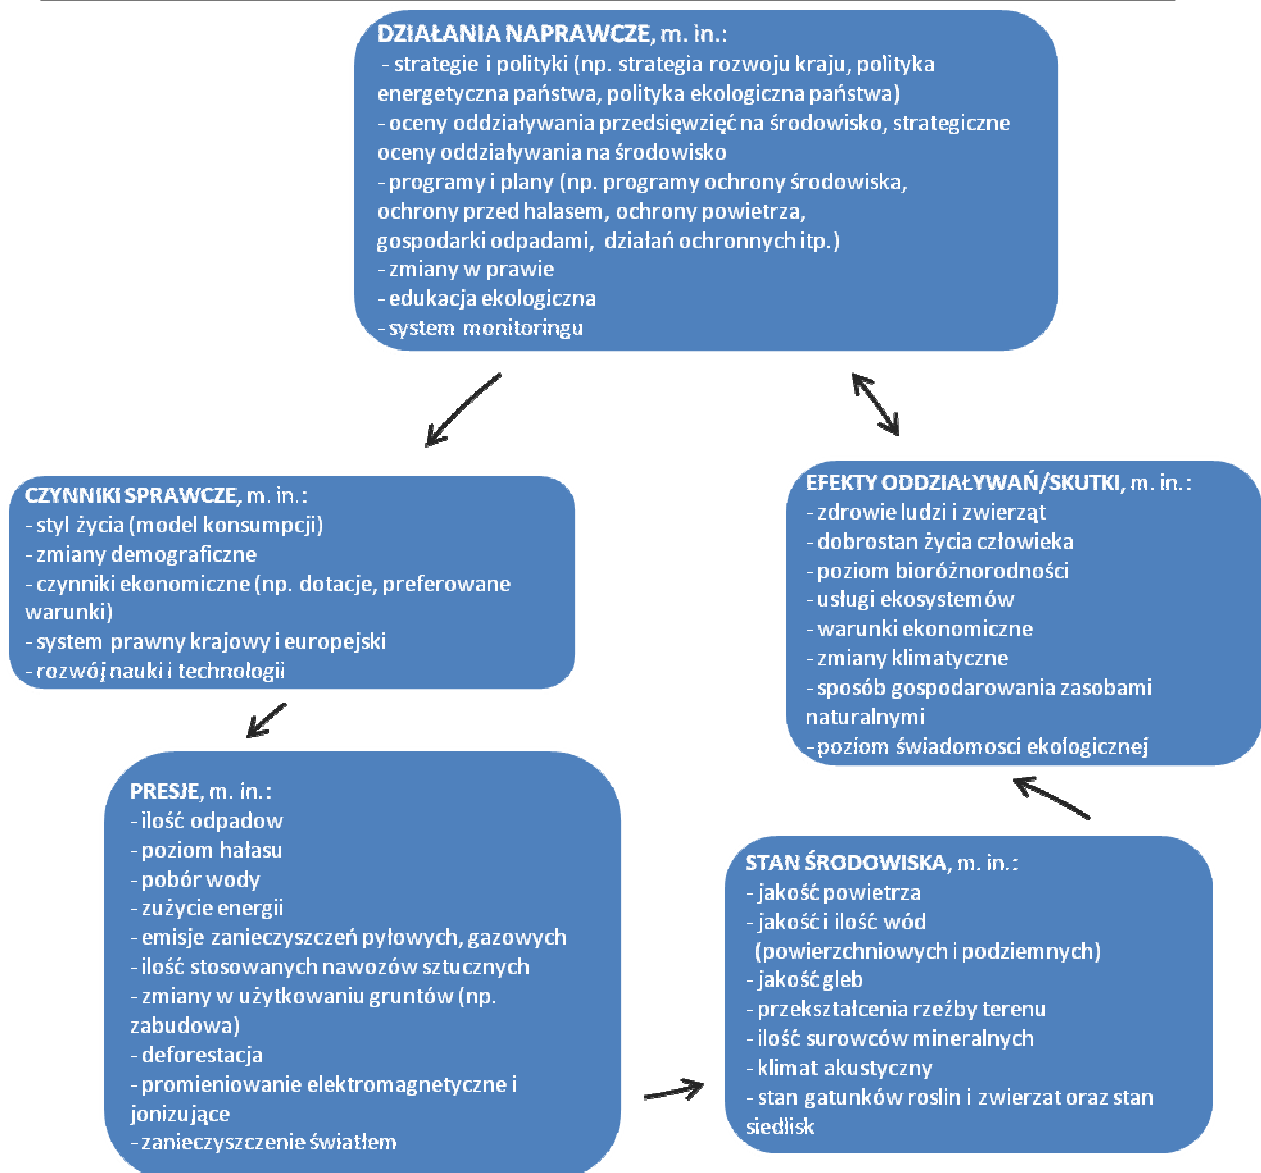 DZIAŁANIA NAPRAWCZE, m. in.:
- strategie i polityki (np. strategia rozwoju kraju, polityka
energetyczna państwa, polityka ekologiczna państwa)
- oceny oddziaływania przedsięwzięć na środowisko, strategiczne
oceny oddziaływania na środowisko
- programy i plany (np. programy ochrony środowiska,
ochrony przed halasem, ochrony powietrza,
gospodarki odpadami, działań ochronnych itp.)
- zmiany w prawie
- edukacja ekologiczna
- system monitoringu
CZYNNIKI SPRAWCZE, m. in.:
- styl życia (model konsumpcji)
- zmiany demograficzne
- czynniki ekonomiczne (np. dotacje, preferowane
warunki)
- system prawny krajowy i europejski
- rozwój nauki i technologii
PRESJE, m. in.:
- ilość odpadow
- poziom hałasu
- pobór wody
- zużycie energii
- emisje zanieczyszczeń pyłowych, gazowych
- ilość stosowanych nawozów sztucznych
- zmiany w użytkowaniu gruntów (np.
zabudowa)
- deforestacja
- promieniowanie elektromagnetyczne i
jonizujące
- zanieczyszczenie światłem
STAN ŚRODOWISKA, m. in.:
- jakość powietrza
- jakość i ilość wód
(powierzchniowych i podziemnych)
- jakość gleb
- przekształcenia rzeźby terenu
- ilość surowców mineralnych
- klimat akustyczny
- stan gatunków roslin i zwierzat oraz stan
siedlisk
EFEKTY ODDZIAŁYWAŃ/SKUTKI, m. in.:
- zdrowie ludzi i zwierząt
- dobrostan życia człowieka
- poziom bioróżnorodności
- usługi ekosystemów
- warunki ekonomiczne
- zmiany klimatyczne
- sposób gospodarowania zasobami
naturalnymi
- poziom świadomosci ekologicznej